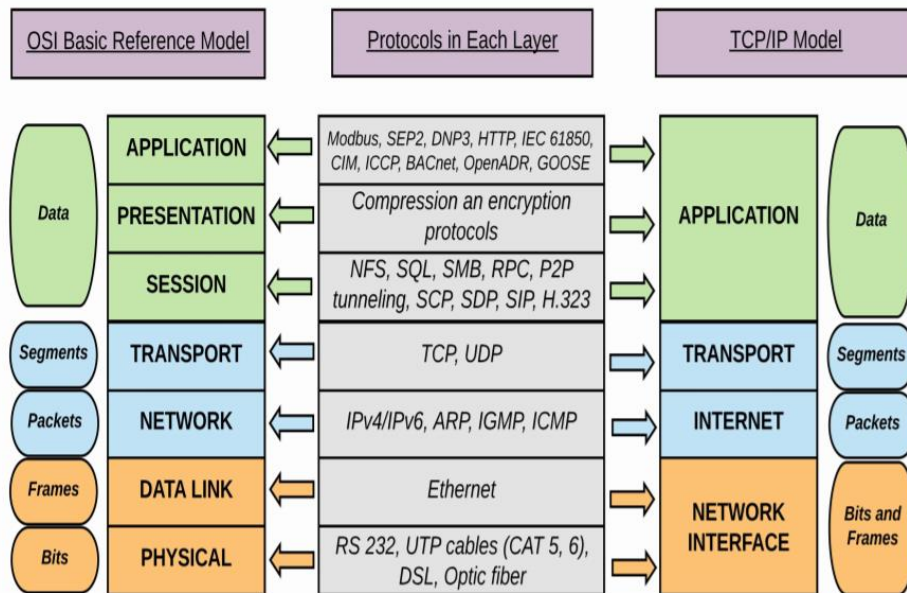 OSI Basic Reference Model
Protocols in Each Layer
TCP/IP Model
Data
APPLICATION
Modbus, SEP2, DNP3, HTTP, IEC 61850,
CIM, ICCP, BACnet, OpenADR, GOOSE
PRESENTATION
Compression an encryption
protocols
SESSION
NFS, SQL, SMB, RPC, P2P
tunneling, SCP, SDP, SIP, H.323
APPLICATION
Data
Segments
TRANSPORT
TCP, UDP
TRANSPORT
Segments
Packets
NETWORK
IPv4/IPv6, ARP, IGMP, ICMP
INTERNET
Packets
Frames
DATA LINK
Ethernet
Bits
PHYSICAL
RS 232, UTP cables (CAT 5, 6),
DSL, Optic fiber
NETWORK
INTERFACE
Bits and
Frames